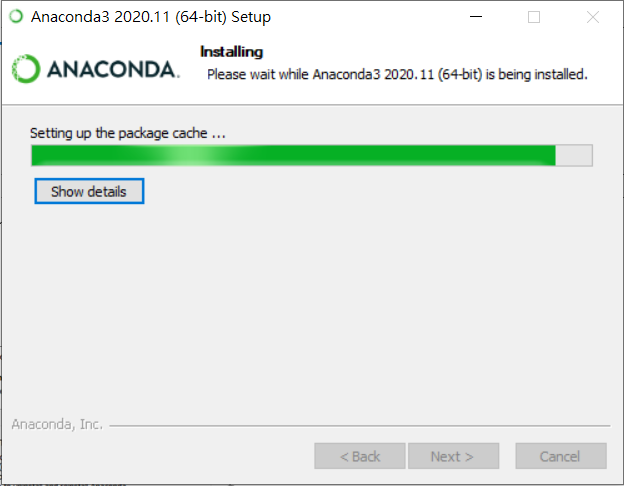 Anaconda3 2020.11 (64-bit) Setup
ANACONDA.
Installing
Please wait while Anaconda3 2020.11 (64-bit) is being installed.
Setting up the package cache ...
Show details
Anaconda, Inc.
< Back
Next >
Cancel